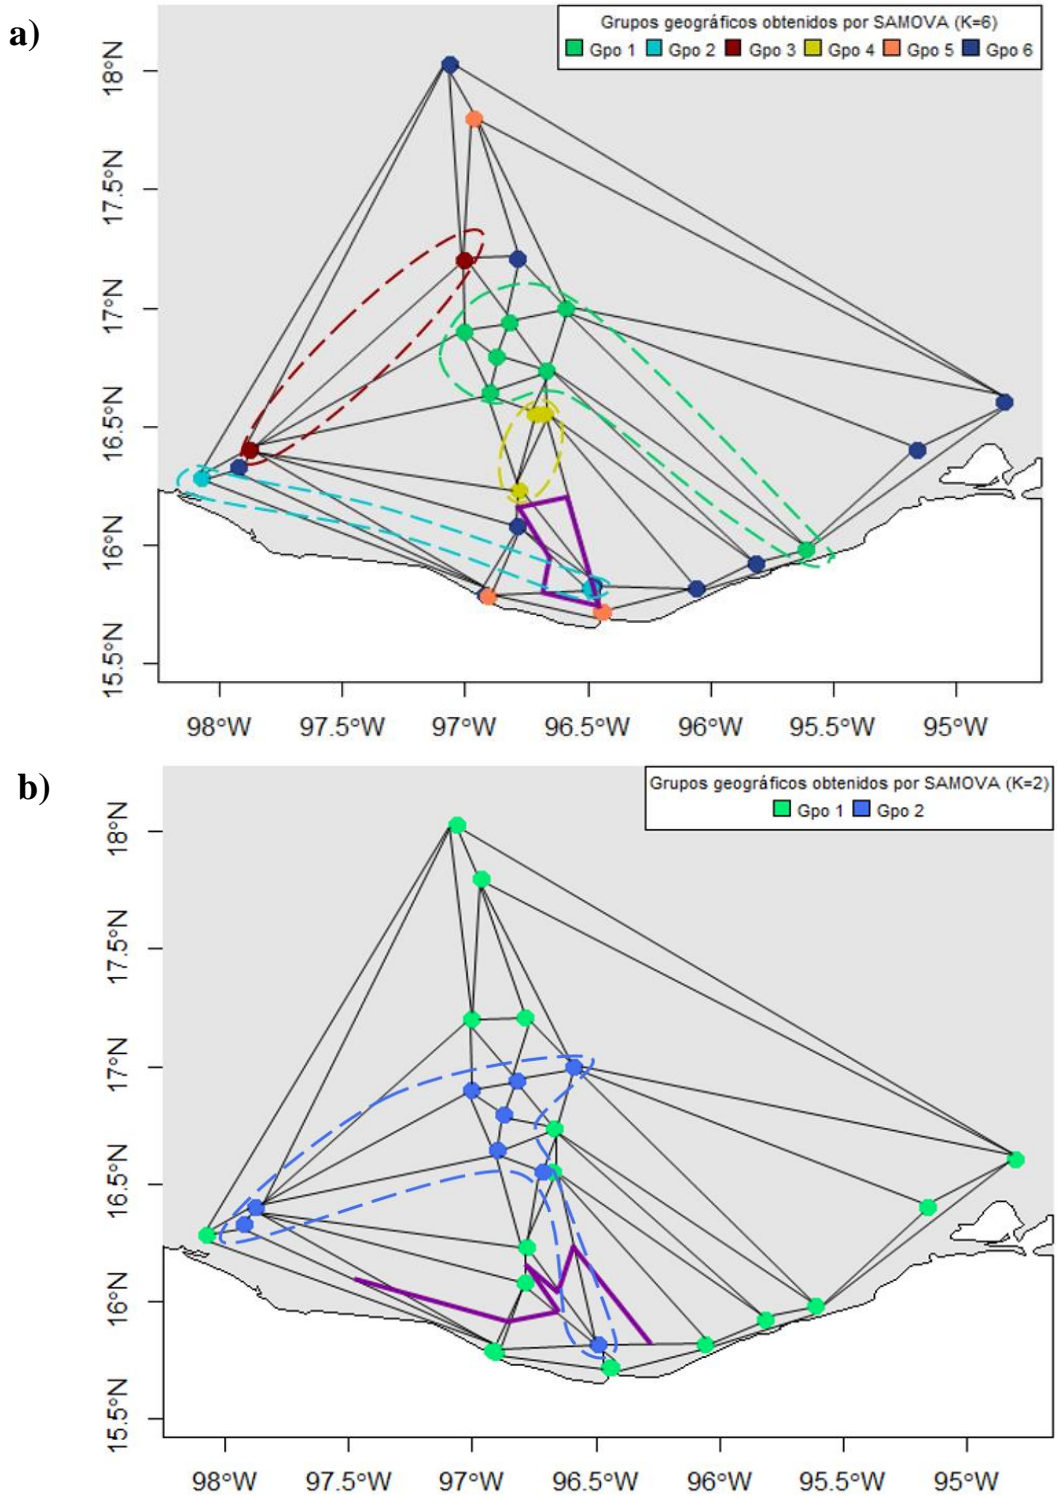 a)
Grupos geográficos obtenidos por SAMOVA (K=6)
Gpo 1 Gpo 2 Gpo 3 Gpo 4 Gpo 5 Gpo 6
18°N
17.5°N
17°N
16.5°N
16°N
15.5°N
98°W 97.5°W 97°W 96.5°W 96°W 95.5°W 95°W
b)
Grupos geográficos obtenidos por SAMOVA (K=2)
Gpo 1 Gpo 2
18°N
17.5°N
17°N
16.5°N
16°N
15.5°N
98°W 97.5°W 97°W 96.5°W 96°W 95.5°W 95°W